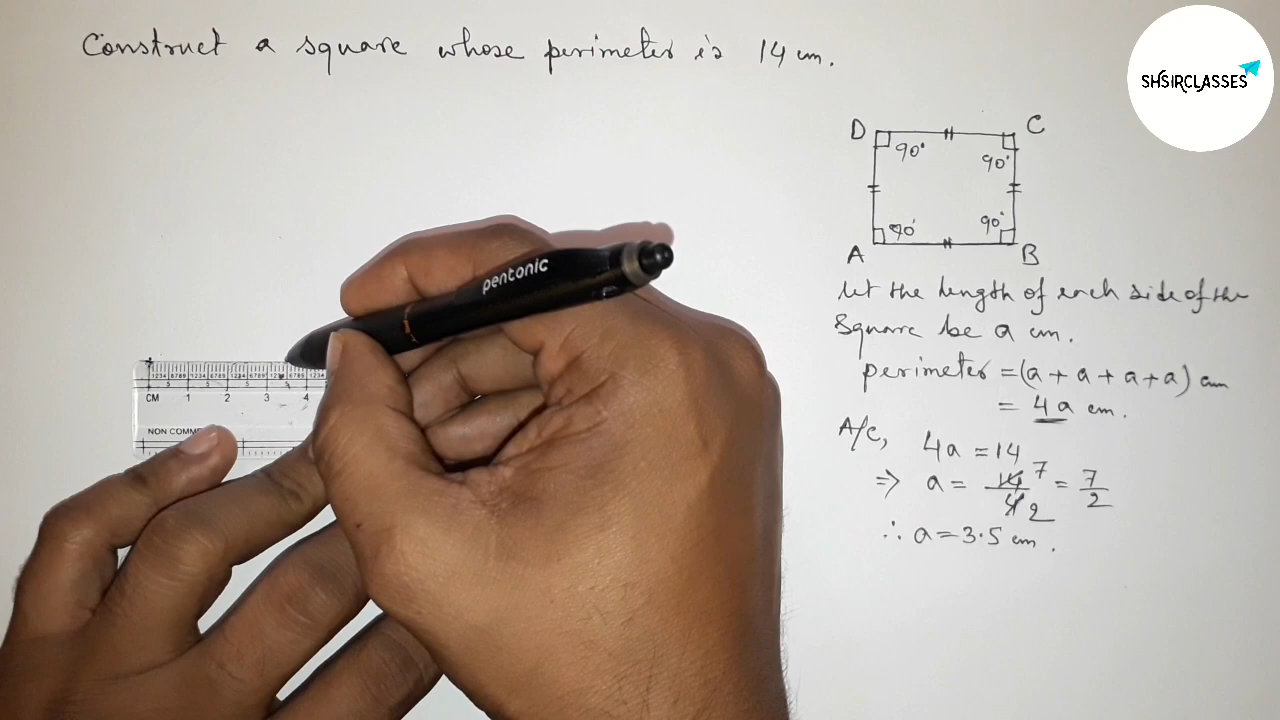 Construct a square whose perimeter is 14 cm.
SHSIRCLASSES
D C
90° 90°
90° 90°
A B
let the length of each side of the
square be a cm.
perimeter = (a + a + a + a) cm
= 4a cm.
A/c, 4a = 14
⇒ a = 14/4 7/2 = 7/2
∴ a = 3.5 cm.
pentonic
CM 1 2 3 4